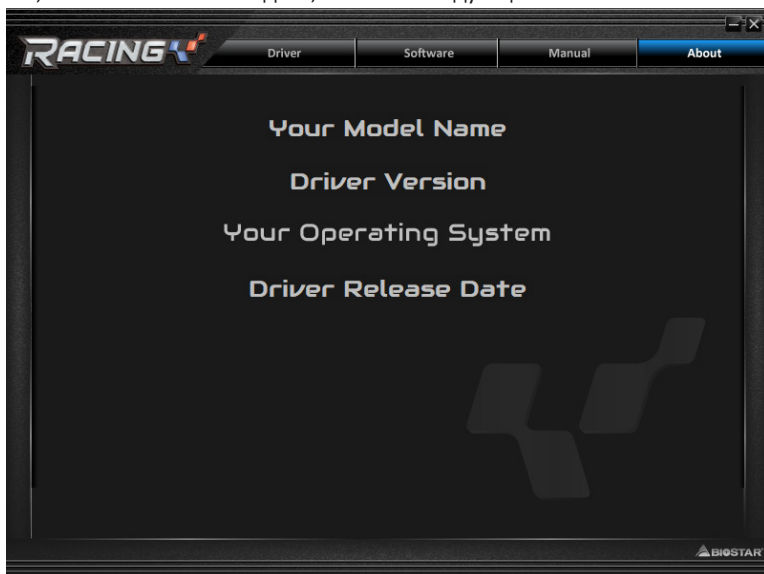 RACING
Driver
Software
Manual
About
Your Model Name
Driver Version
Your Operating System
Driver Release Date
BIOSTAR